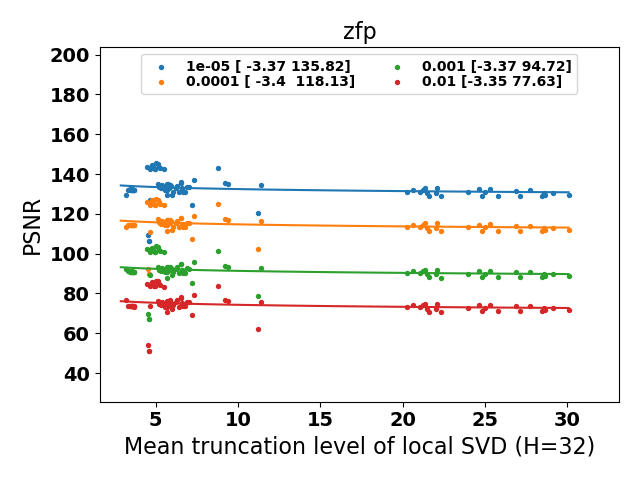 zfp
200
180
160
140
120
100
80
60
40
PSNR
1e-05 [ -3.37 135.82]
0.0001 [ -3.4  118.13]
0.001 [-3.37 94.72]
0.01 [-3.35 77.63]
5 10 15 20 25 30
Mean truncation level of local SVD (H=32)